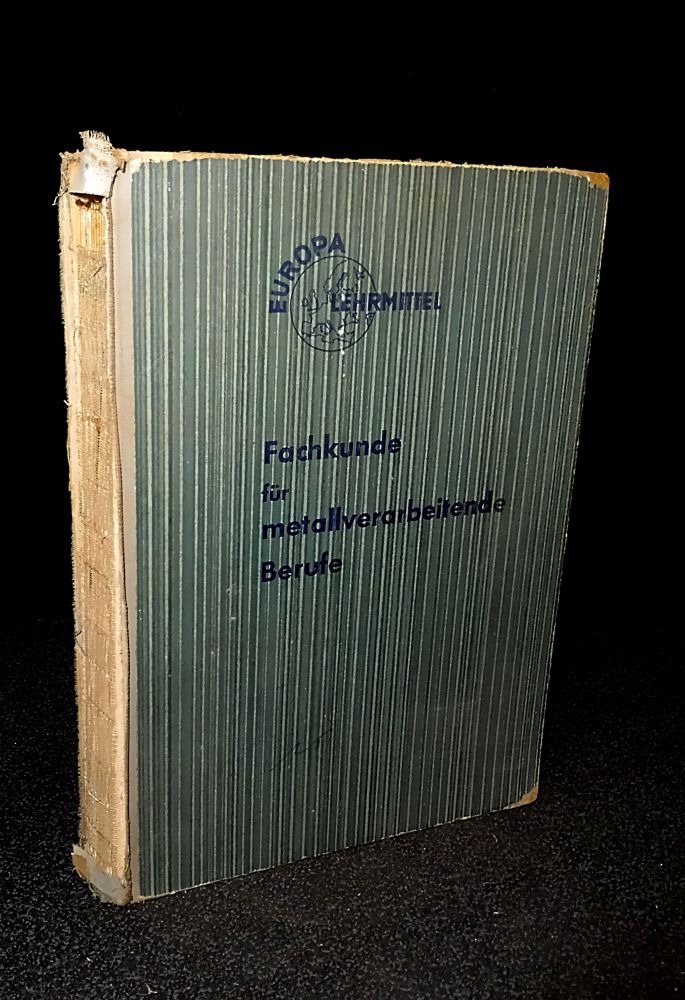 EUROPA
LEHRMITTEL
Fachkunde
für
metallverarbeitende
Berufe